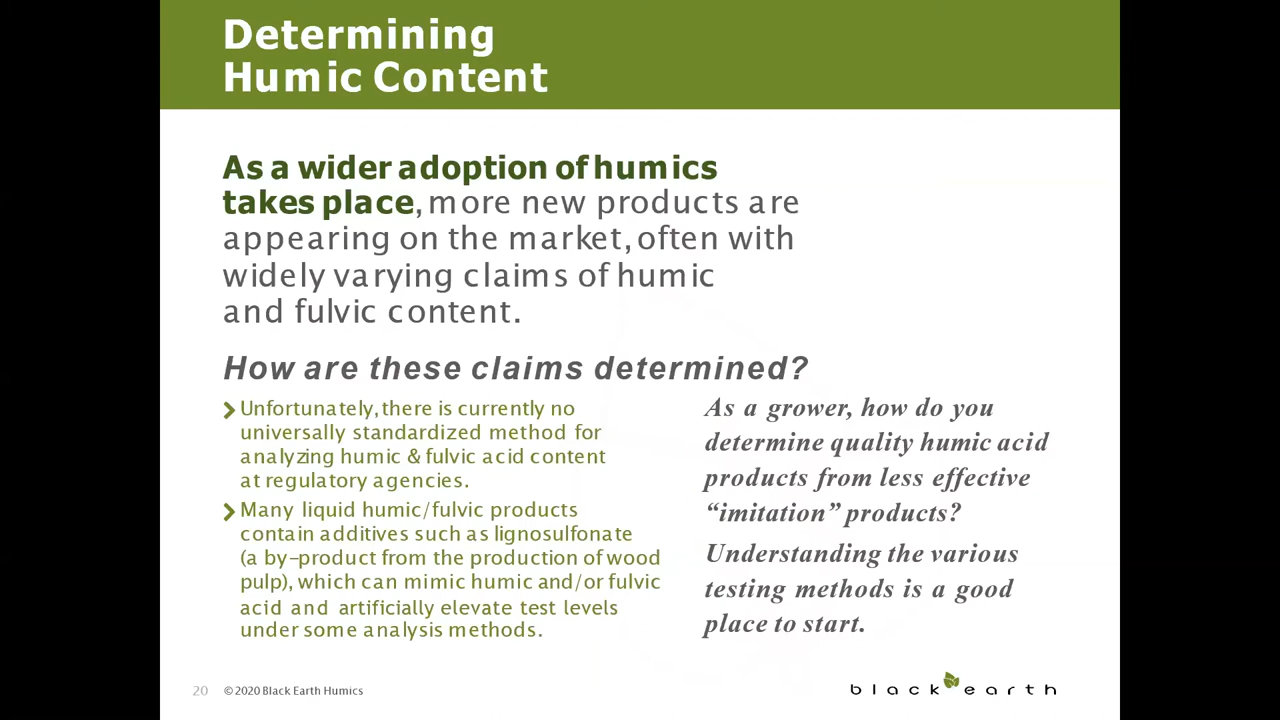 Determining
Humic Content
As a wider adoption of humics
takes place, more new products are
appearing on the market, often with
widely varying claims of humic
and fulvic content.
How are these claims determined?
Unfortunately, there is currently no
universally standardized method for
analyzing humic & fulvic acid content
at regulatory agencies.
Many liquid humic/fulvic products
contain additives such as lignosulfonate
(a by-product from the production of wood
pulp), which can mimic humic and/or fulvic
acid and artificially elevate test levels
under some analysis methods.
As a grower, how do you
determine quality humic acid
products from less effective
“imitation” products?
Understanding the various
testing methods is a good
place to start.
20 © 2020 Black Earth Humics
black earth